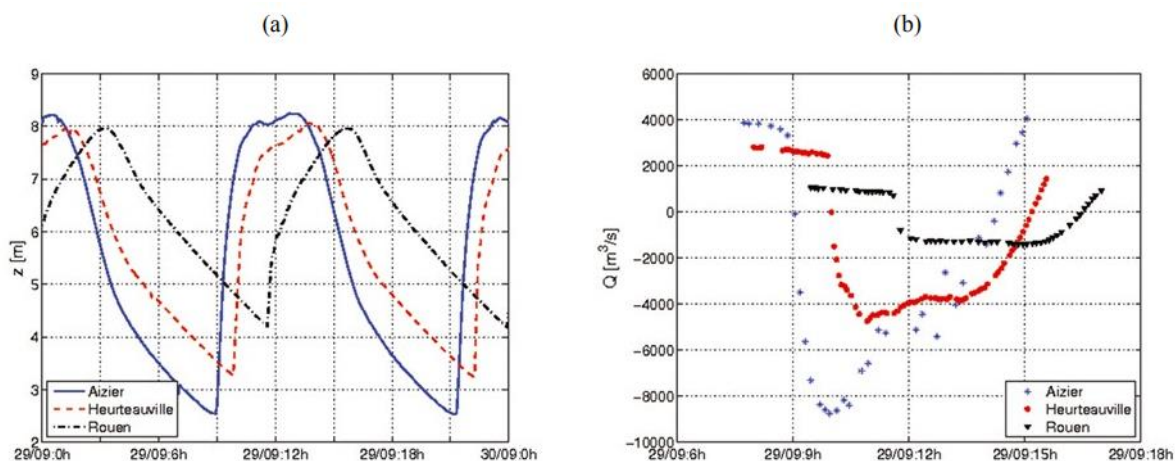 (a)
(b)
9
8
7
6
5
4
3
2
z [m]
29/09:0h
29/09:6h
29/09:12h
29/09:18h
30/09:0h
Aizier
Heurteauville
Rouen
6000
4000
2000
0
−2000
−4000
−6000
−8000
−10000
Q [m³/s]
29/09:6h
29/09:9h
29/09:12h
29/09:15h
29/09:18h
Aizier
Heurteauville
Rouen